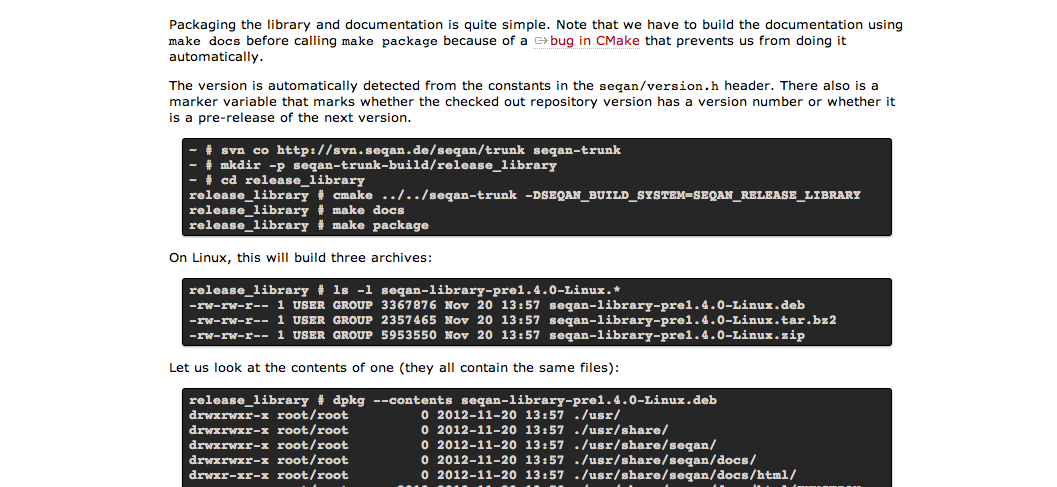 Packaging the library and documentation is quite simple. Note that we have to build the documentation using
make docs before calling make package because of a bug in CMake that prevents us from doing it
automatically.
The version is automatically detected from the constants in the seqan/version.h header. There also is a
marker variable that marks whether the checked out repository version has a version number or whether it
is a pre-release of the next version.
~ # svn co http://svn.seqan.de/seqan/trunk seqan-trunk
~ # mkdir -p seqan-trunk-build/release_library
~ # cd release_library
release_library # cmake ../../seqan-trunk -DSEQAN_BUILD_SYSTEM=SEQAN_RELEASE_LIBRARY
release_library # make docs
release_library # make package
On Linux, this will build three archives:
release_library # ls -l seqan-library-pre1.4.0-Linux.*
-rw-rw-r-- 1 USER GROUP 3367876 Nov 20 13:57 seqan-library-pre1.4.0-Linux.deb
-rw-rw-r-- 1 USER GROUP 2357465 Nov 20 13:57 seqan-library-pre1.4.0-Linux.tar.bz2
-rw-rw-r-- 1 USER GROUP 5953550 Nov 20 13:57 seqan-library-pre1.4.0-Linux.zip
Let us look at the contents of one (they all contain the same files):
release_library # dpkg --contents seqan-library-pre1.4.0-Linux.deb
drwxrwxr-x root/root 0 2012-11-20 13:57 ./usr/
drwxrwxr-x root/root 0 2012-11-20 13:57 ./usr/share/
drwxrwxr-x root/root 0 2012-11-20 13:57 ./usr/share/seqan/
drwxrwxr-x root/root 0 2012-11-20 13:57 ./usr/share/seqan/docs/
drwxr-xr-x root/root 0 2012-11-20 13:57 ./usr/share/seqan/docs/html/